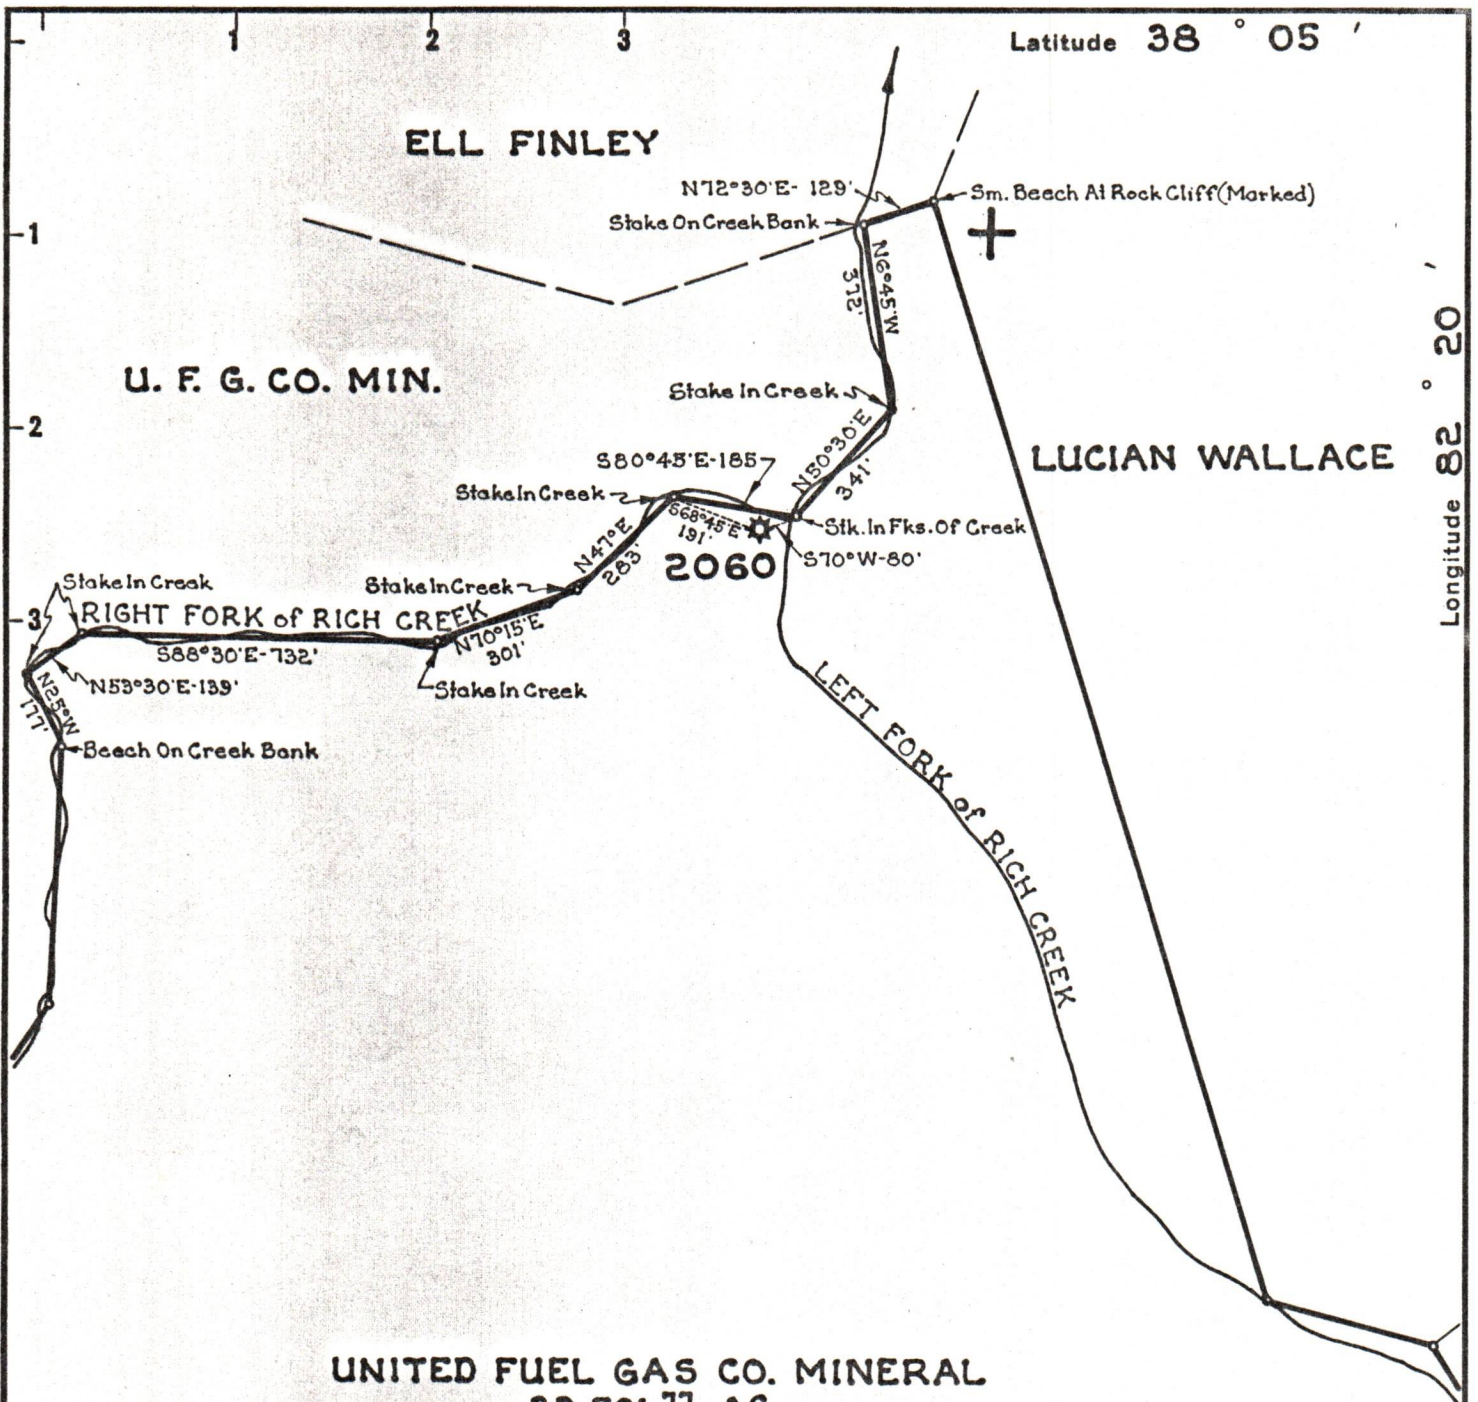 1 2 3
Latitude 38° 05'
ELL FINLEY
N72°30'E- 129'
Sm. Beech At Rock Cliff (Marked)
Stake On Creek Bank
1
N6°45'W
372'
Longitude 82° 20'
U. F. G. CO. MIN.
Stake In Creek
2
N50°30'E
341'
LUCIAN WALLACE
S80°45'E-185
Stake In Creek
S68°45'E
191'
Stk. In Fks. Of Creek
N47°E
283'
2060
S70°W-80'
Stake In Creek
Stake In Creek
3
RIGHT FORK of RICH CREEK
N70°15'E
301'
S88°30'E-732'
N53°30'E-139'
Stake In Creek
N25°W
177'
Beech On Creek Bank
LEFT FORK of RICH CREEK
UNITED FUEL GAS CO. MINERAL